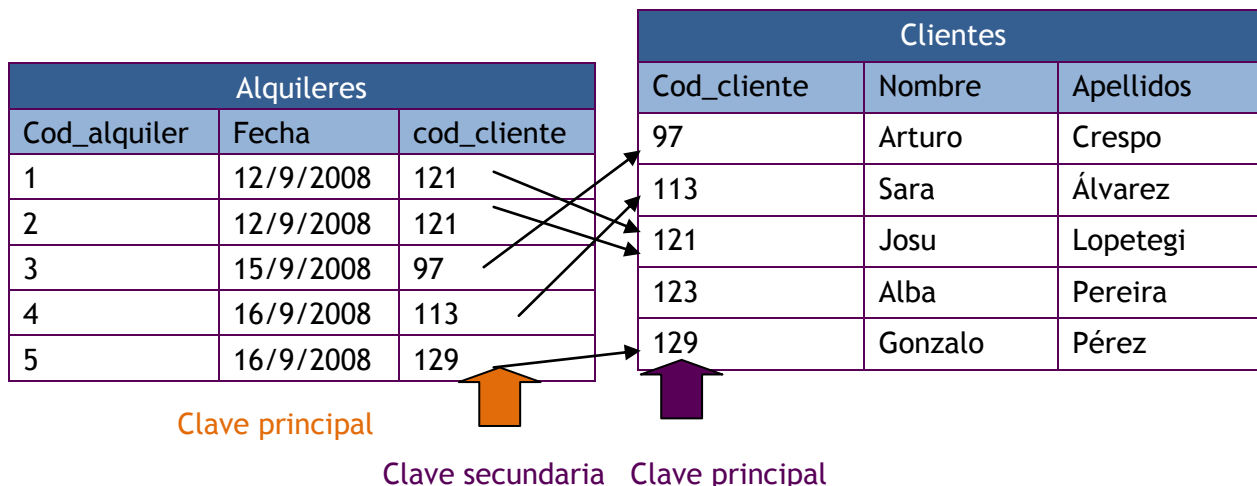 Alquileres
Cod_alquiler Fecha cod_cliente
1 12/9/2008 121
2 12/9/2008 121
3 15/9/2008 97
4 16/9/2008 113
5 16/9/2008 129
Clientes
Cod_cliente Nombre Apellidos
97 Arturo Crespo
113 Sara Álvarez
121 Josu Lopetegi
123 Alba Pereira
129 Gonzalo Pérez
Clave principal
Clave secundaria Clave principal